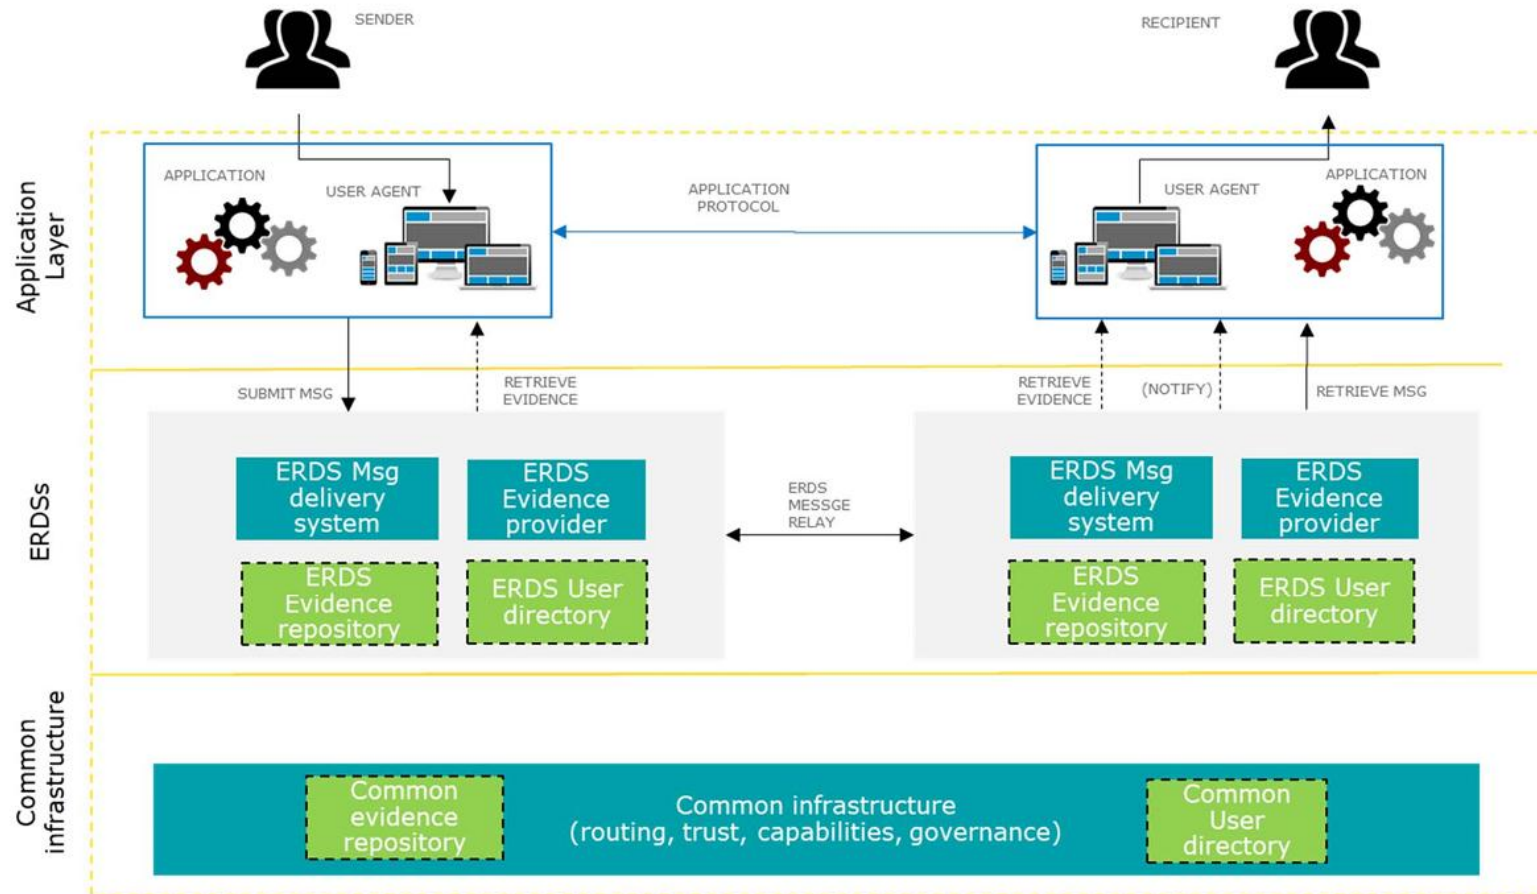 SENDER
RECIPIENT
Application
Layer
APPLICATION
USER AGENT
APPLICATION
PROTOCOL
USER AGENT
APPLICATION
SUBMIT MSG
RETRIEVE
EVIDENCE
RETRIEVE
EVIDENCE
(NOTIFY)
RETRIEVE MSG
ERDSs
ERDS Msg
delivery
system
ERDS
Evidence
provider
ERDS
Evidence
repository
ERDS User
directory
ERDS
MESSGE
RELAY
ERDS Msg
delivery
system
ERDS
Evidence
provider
ERDS
Evidence
repository
ERDS User
directory
Common
infrastructure
Common
evidence
repository
Common infrastructure
(routing, trust, capabilities, governance)
Common
User
directory